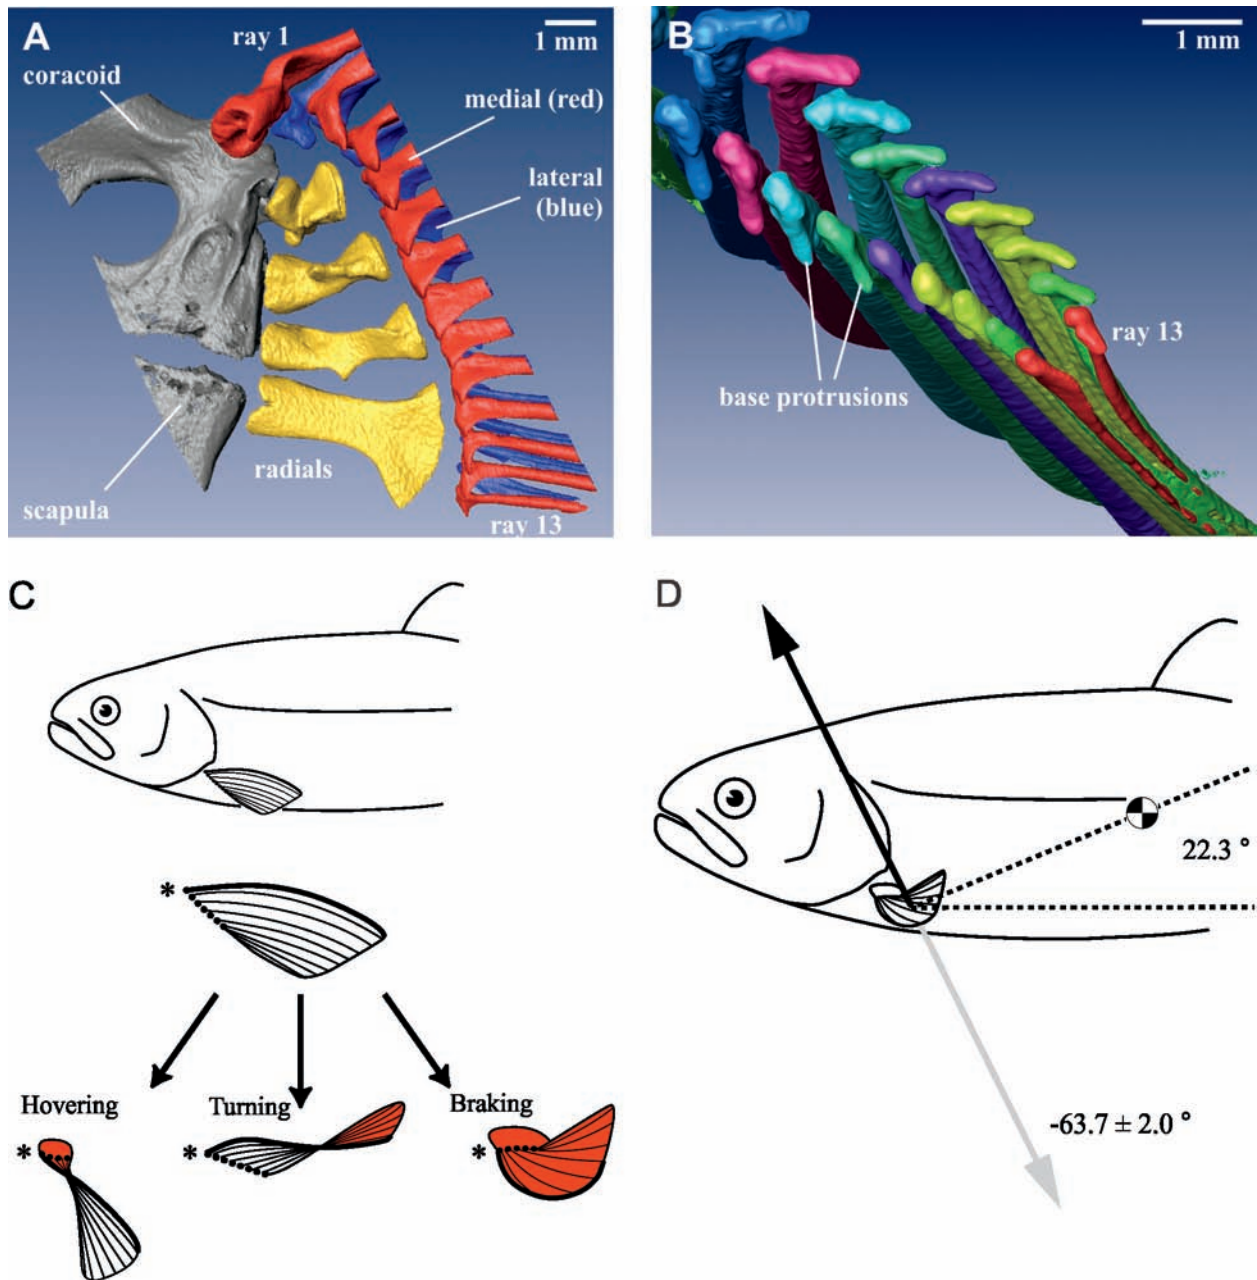 A
ray 1
1 mm
coracoid
medial (red)
lateral
(blue)
radials
scapula
ray 13
B
1 mm
ray 13
base protrusions
C
*
Hovering
Turning
Braking
*
*
*
D
22.3 °
-63.7 ± 2.0 °